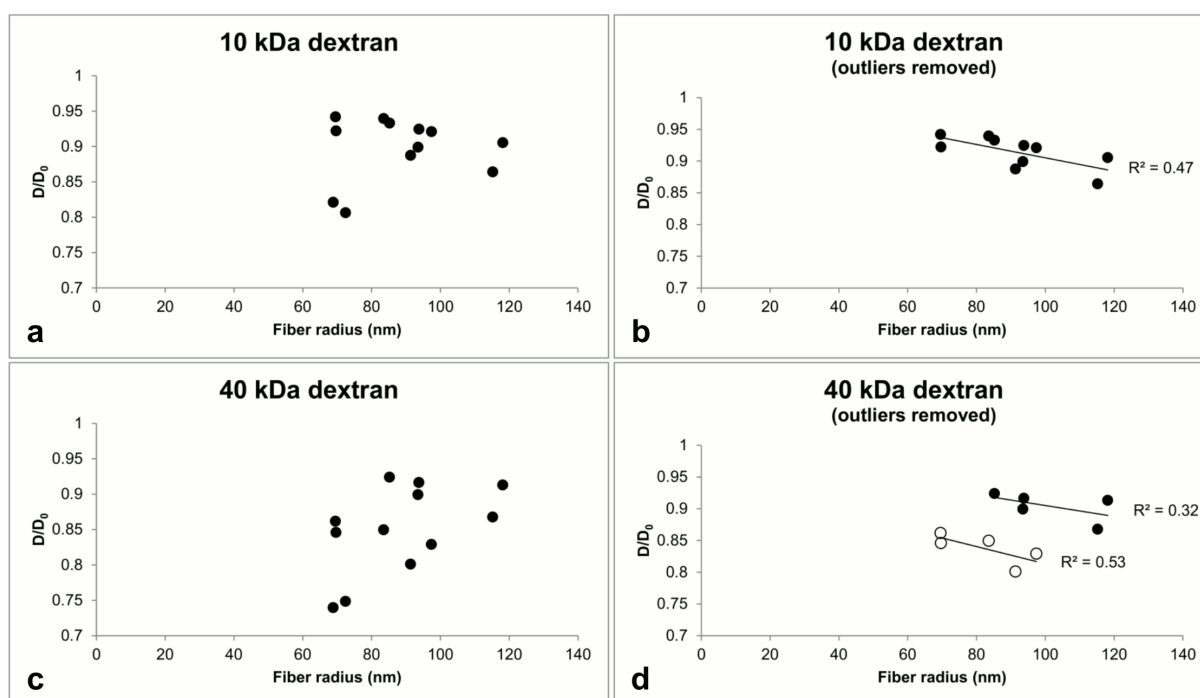 10 kDa dextran
1
0.95
0.9
0.85
0.8
0.75
0.7
D/D₀
0 20 40 60 80 100 120 140
Fiber radius (nm)
a
10 kDa dextran
(outliers removed)
1
0.95
0.9
0.85
0.8
0.75
0.7
D/D₀
R² = 0.47
0 20 40 60 80 100 120 140
Fiber radius (nm)
b
40 kDa dextran
1
0.95
0.9
0.85
0.8
0.75
0.7
D/D₀
0 20 40 60 80 100 120 140
Fiber radius (nm)
c
40 kDa dextran
(outliers removed)
1
0.95
0.9
0.85
0.8
0.75
0.7
D/D₀
R² = 0.32
R² = 0.53
0 20 40 60 80 100 120 140
Fiber radius (nm)
d